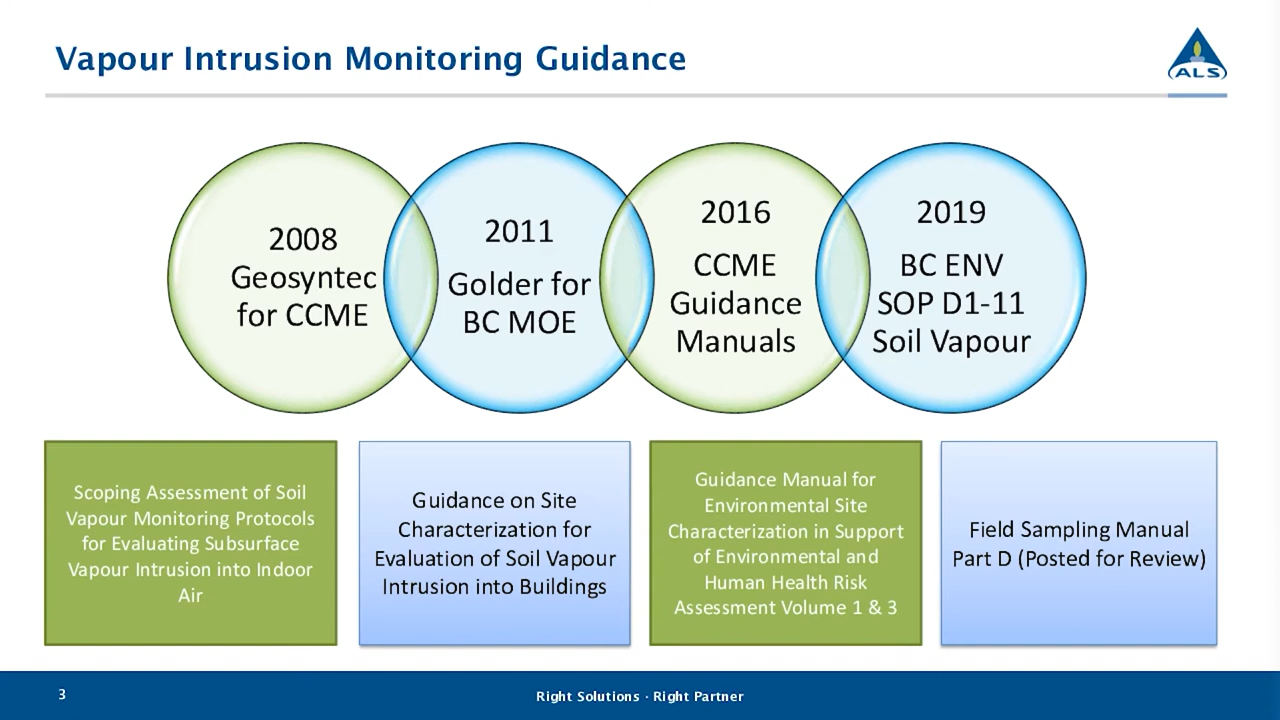 Vapour Intrusion Monitoring Guidance
ALS
2008
Geosyntec
for CCME
2011
Golder for
BC MOE
2016
CCME
Guidance
Manuals
2019
BC ENV
SOP D1-11
Soil Vapour
Scoping Assessment of Soil
Vapour Monitoring Protocols
for Evaluating Subsurface
Vapour Intrusion into Indoor
Air
Guidance on Site
Characterization for
Evaluation of Soil Vapour
Intrusion into Buildings
Guidance Manual for
Environmental Site
Characterization in Support
of Environmental and
Human Health Risk
Assessment Volume 1 & 3
Field Sampling Manual
Part D (Posted for Review)
3
Right Solutions · Right Partner